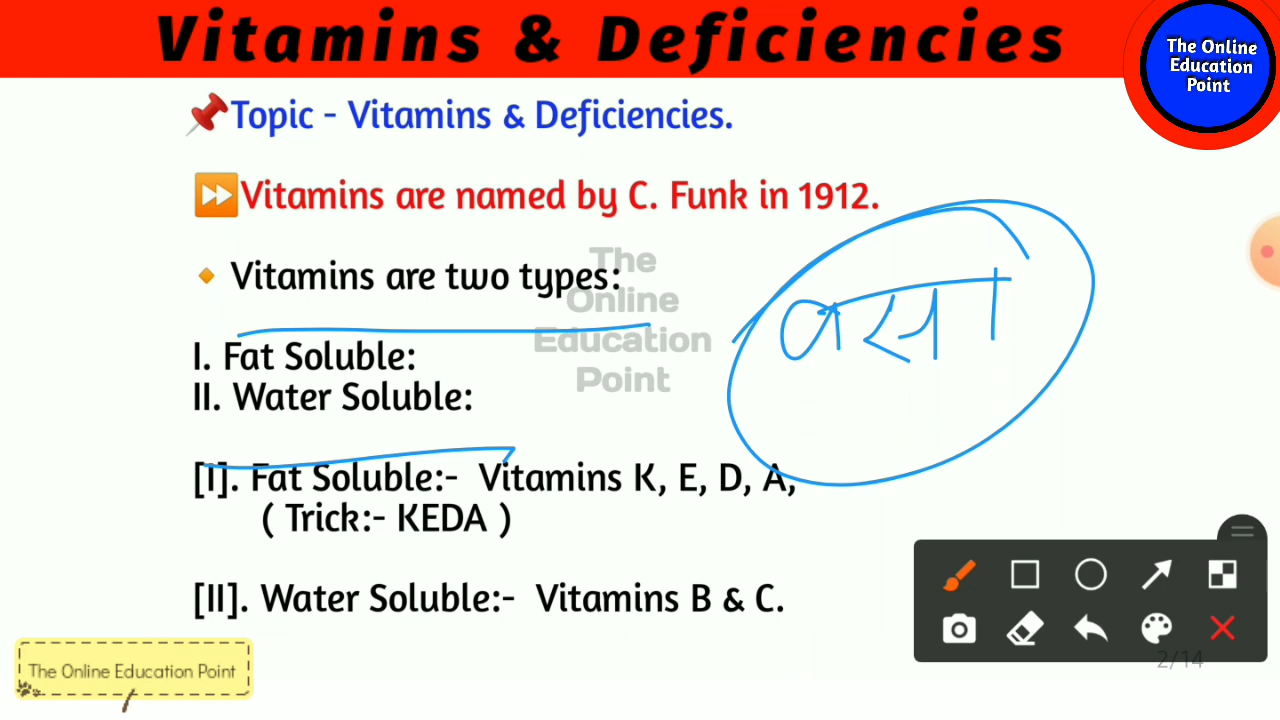 Vitamins & Deficiencies
The Online
Education
Point
Topic - Vitamins & Deficiencies.
Vitamins are named by C. Funk in 1912.
Vitamins are two types:
The
Online
Education
Point
वसा
I. Fat Soluble:
II. Water Soluble:
[I]. Fat Soluble:- Vitamins K, E, D, A,
( Trick:- KEDA )
[II]. Water Soluble:- Vitamins B & C.
The Online Education Point
2/14